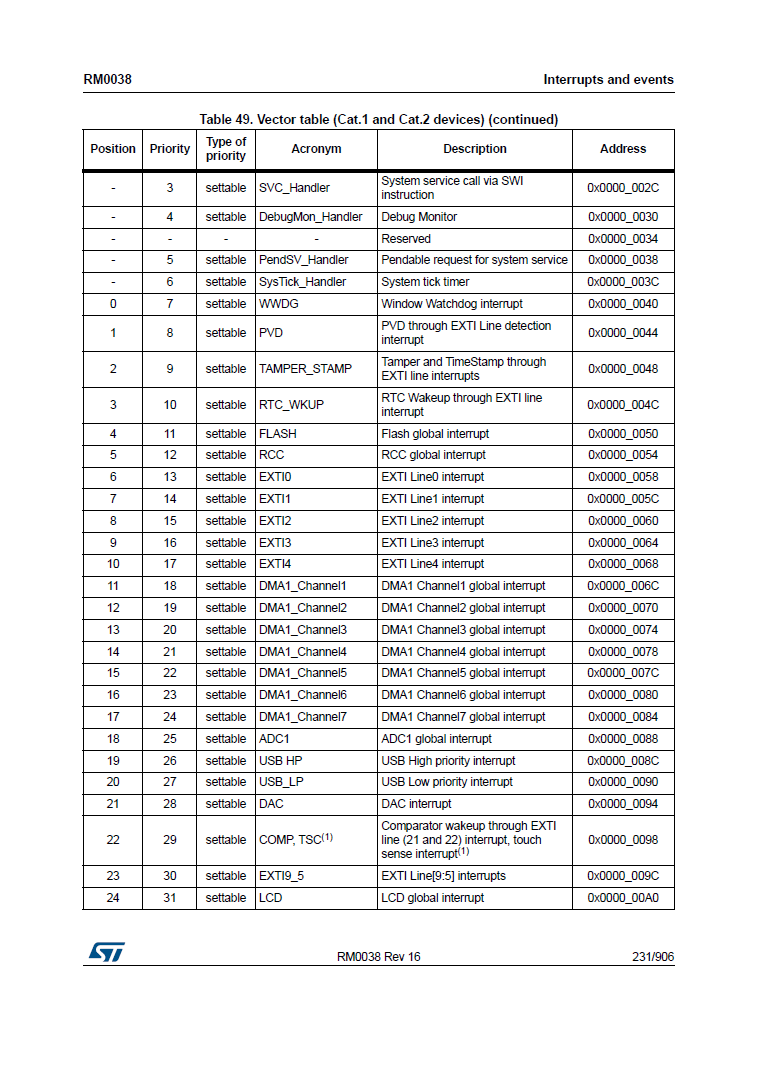 RM0038 Interrupts and events
Table 49. Vector table (Cat.1 and Cat.2 devices) (continued)
Position Priority Type of priority Acronym Description Address
- 3 settable SVC_Handler System service call via SWI instruction 0x0000_002C
- 4 settable DebugMon_Handler Debug Monitor 0x0000_0030
- - - - Reserved 0x0000_0034
- 5 settable PendSV_Handler Pendable request for system service 0x0000_0038
- 6 settable SysTick_Handler System tick timer 0x0000_003C
0 7 settable WWDG Window Watchdog interrupt 0x0000_0040
1 8 settable PVD PVD through EXTI Line detection interrupt 0x0000_0044
2 9 settable TAMPER_STAMP Tamper and TimeStamp through EXTI line interrupts 0x0000_0048
3 10 settable RTC_WKUP RTC Wakeup through EXTI line interrupt 0x0000_004C
4 11 settable FLASH Flash global interrupt 0x0000_0050
5 12 settable RCC RCC global interrupt 0x0000_0054
6 13 settable EXTI0 EXTI Line0 interrupt 0x0000_0058
7 14 settable EXTI1 EXTI Line1 interrupt 0x0000_005C
8 15 settable EXTI2 EXTI Line2 interrupt 0x0000_0060
9 16 settable EXTI3 EXTI Line3 interrupt 0x0000_0064
10 17 settable EXTI4 EXTI Line4 interrupt 0x0000_0068
11 18 settable DMA1_Channel1 DMA1 Channel1 global interrupt 0x0000_006C
12 19 settable DMA1_Channel2 DMA1 Channel2 global interrupt 0x0000_0070
13 20 settable DMA1_Channel3 DMA1 Channel3 global interrupt 0x0000_0074
14 21 settable DMA1_Channel4 DMA1 Channel4 global interrupt 0x0000_0078
15 22 settable DMA1_Channel5 DMA1 Channel5 global interrupt 0x0000_007C
16 23 settable DMA1_Channel6 DMA1 Channel6 global interrupt 0x0000_0080
17 24 settable DMA1_Channel7 DMA1 Channel7 global interrupt 0x0000_0084
18 25 settable ADC1 ADC1 global interrupt 0x0000_0088
19 26 settable USB HP USB High priority interrupt 0x0000_008C
20 27 settable USB_LP USB Low priority interrupt 0x0000_0090
21 28 settable DAC DAC interrupt 0x0000_0094
22 29 settable COMP, TSC(1) Comparator wakeup through EXTI line (21 and 22) interrupt, touch sense interrupt(1) 0x0000_0098
23 30 settable EXTI9_5 EXTI Line[9:5] interrupts 0x0000_009C
24 31 settable LCD LCD global interrupt 0x0000_00A0
ST RM0038 Rev 16 231/906